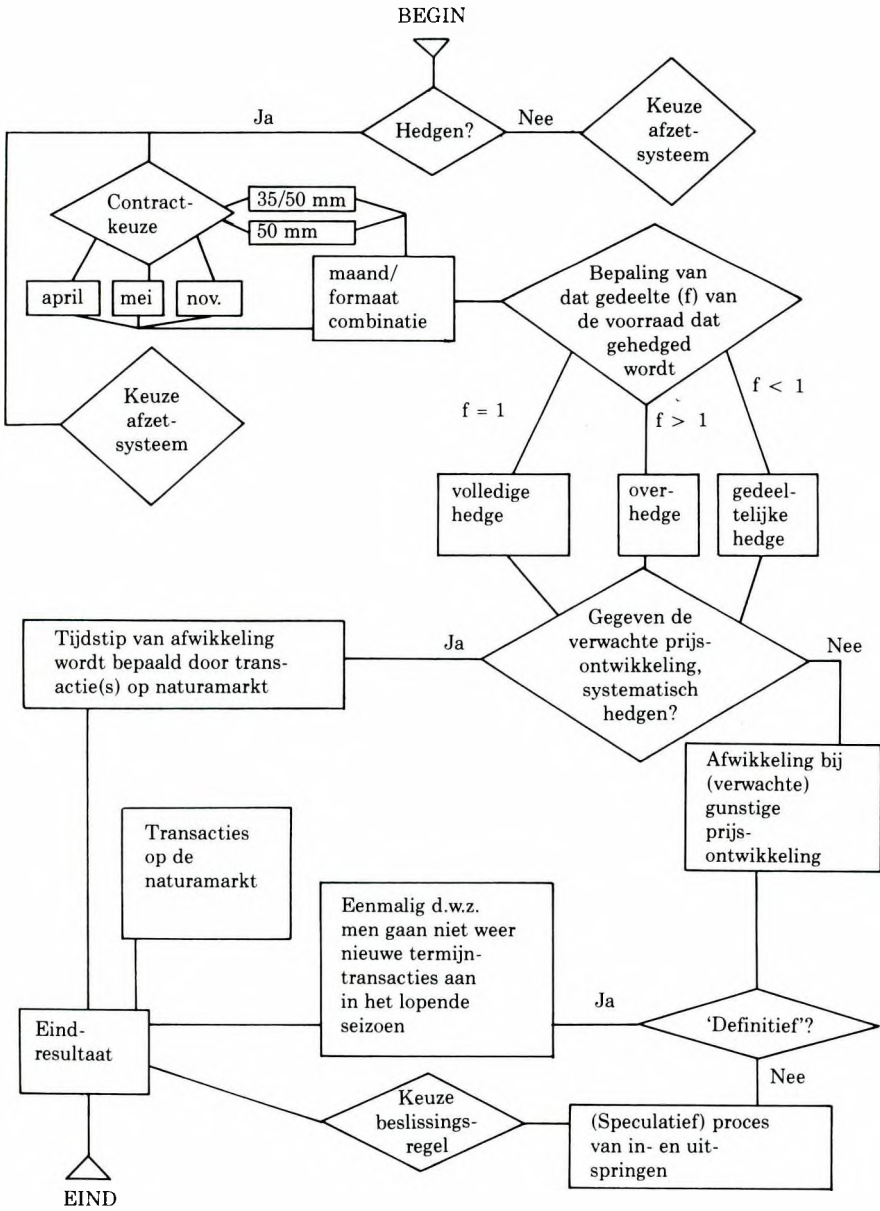 BEGIN
Hedgen?
Ja
Nee
Keuze
afzet-
systeem
Contract-
keuze
35/50 mm
50 mm
april
mei
nov.
maand/
formaat
combinatie
Bepaling van
dat gedeelte (f) van
de voorraad dat
gehedged
wordt
Keuze
afzet-
systeem
f = 1
f > 1
f < 1
volledige
hedge
over-
hedge
gedeel-
telijke
hedge
Gegeven de
verwachte prijs-
ontwikkeling,
systematisch
hedgen?
Ja
Nee
Tijdstip van afwikkeling
wordt bepaald door trans-
actie(s) op naturamarkt
Afwikkeling bij
(verwachte)
gunstige
prijs-
ontwikkeling
Transacties
op de
naturamarkt
Eenmalig d.w.z.
men gaan niet weer
nieuwe termijn-
transacties aan
in het lopende
seizoen
Ja
'Definitief'?
Nee
Eind-
resultaat
Keuze
beslissings-
regel
(Speculatief) proces
van in- en uit-
springen
EIND